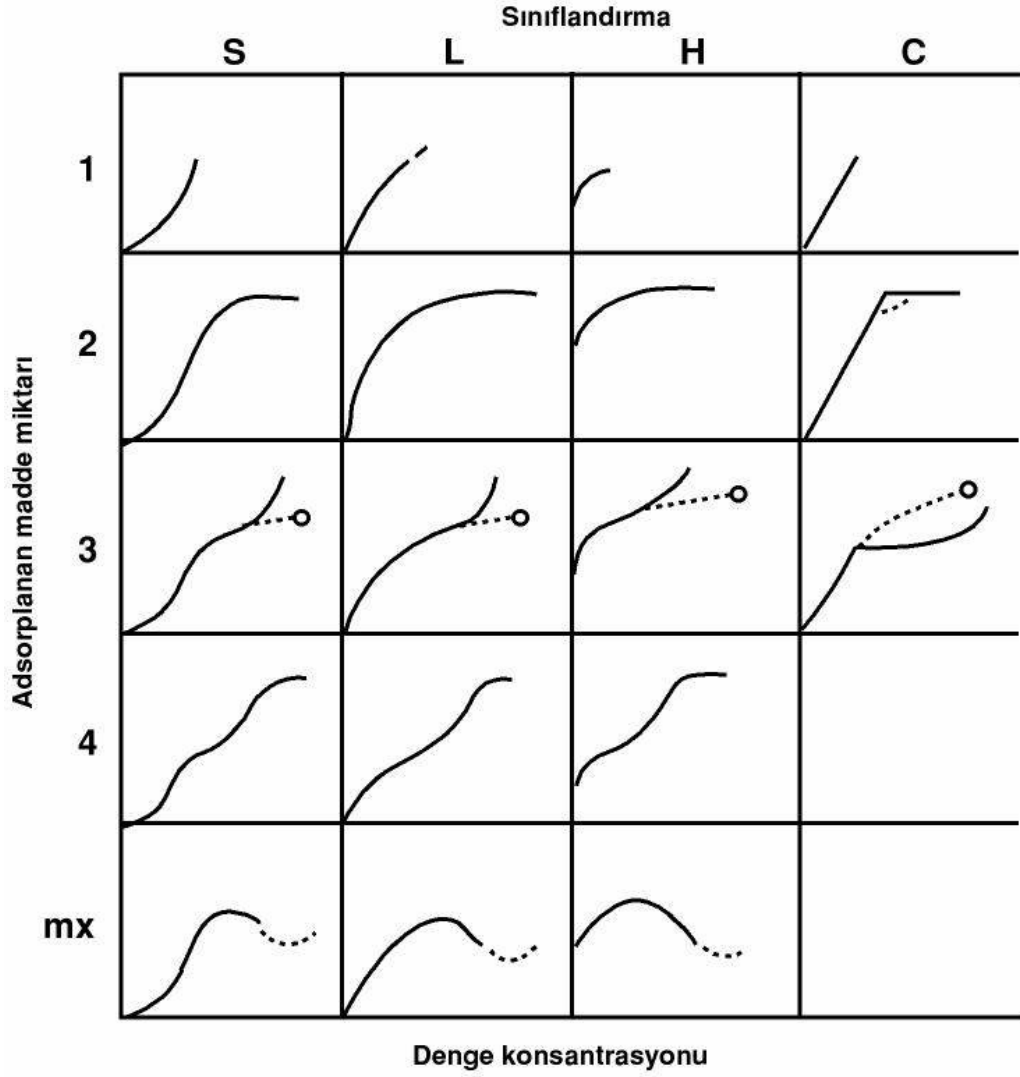 Sınıflandırma
S L H C
1
2
3
4
mx
Adsorplanan madde miktarı
Denge konsantrasyonu